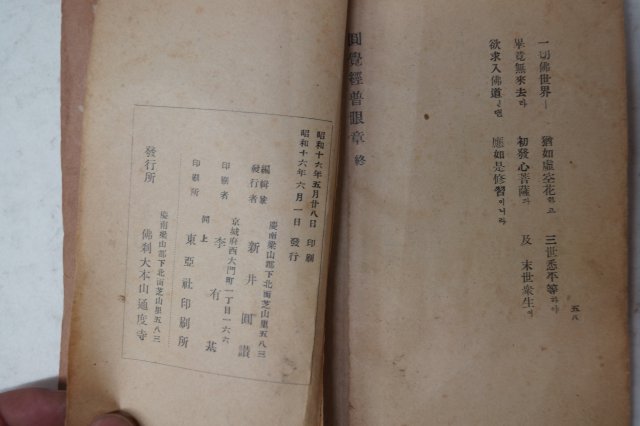 一切佛世界ー 猶如虛空花하고 三世悉平等하야
畢竟無來去라 初發心菩薩과 及 末世衆生이
欲求入佛道인댄 應如是修習이니라
五八
圓覺經普眼章 終
昭和十六年五月廿八日 印刷
昭和十六年六月一日 發行
慶南梁山郡下北面芝山里五八三
編輯兼發行者 新井圓讚
京城府西大門町一丁目一六六
印刷者 李有基
仝上
印刷所 東亞社印刷所
慶南梁山郡下北面芝山里五八三
發行所 佛刹大本山通度寺